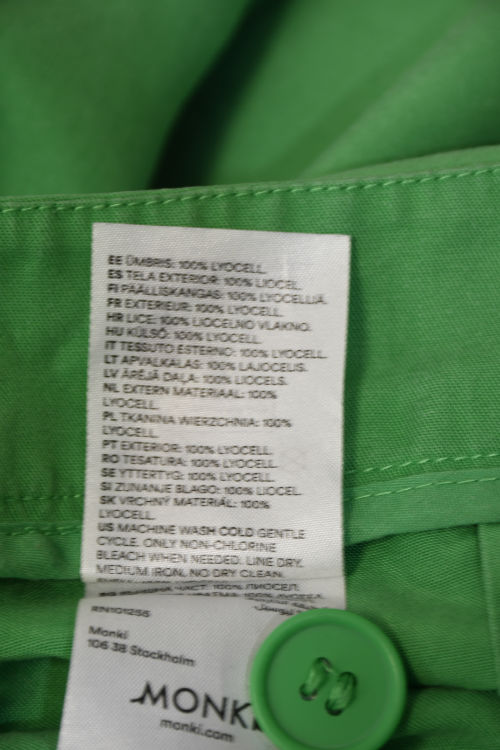 EE ÜMBRIS: 100% LYOCELL.
ES TELA EXTERIOR: 100% LIOCEL.
FI PÄÄLLISKANGAS: 100% LYOCELLIÄ.
FR EXTERIEUR: 100% LYOCELL.
HR LICE: 100% LIOCELNO VLAKNO.
HU KÜLSŐ: 100% LYOCELL.
IT TESSUTO ESTERNO: 100% LYOCELL.
LT APVALKALAS: 100% LAJOCELIS.
LV ĀRĒJĀ DAĻA: 100% LIOCELS.
NL EXTERN MATERIAAL: 100%
LYOCELL.
PL TKANINA WIERZCHNIA: 100%
LYOCELL.
PT EXTERIOR: 100% LYOCELL.
RO TESATURA: 100% LYOCELL.
SE YTTERTYG: 100% LYOCELL.
SI ZUNANJE BLAGO: 100% LIOCEL.
SK VRCHNÝ MATERIÁL: 100%
LYOCELL.
US MACHINE WASH COLD GENTLE
CYCLE. ONLY NON-CHLORINE
BLEACH WHEN NEEDED. LINE DRY.
MEDIUM IRON. NO DRY CLEAN.
RN101255
Monki
106 38 Stockholm
MONKI
monki.com